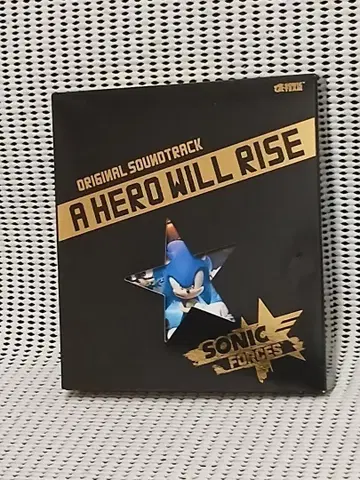 ORIGINAL SOUNDTRACK
A HERO WILL RISE
SONIC
FORCES